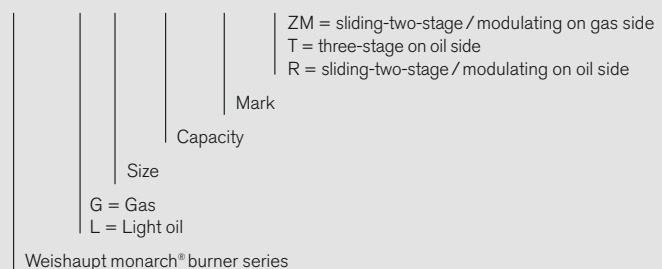 ZM = sliding-two-stage / modulating on gas side
T = three-stage on oil side
R = sliding-two-stage / modulating on oil side
Mark
Capacity
Size
G = Gas
L = Light oil
Weishaupt monarch® burner series